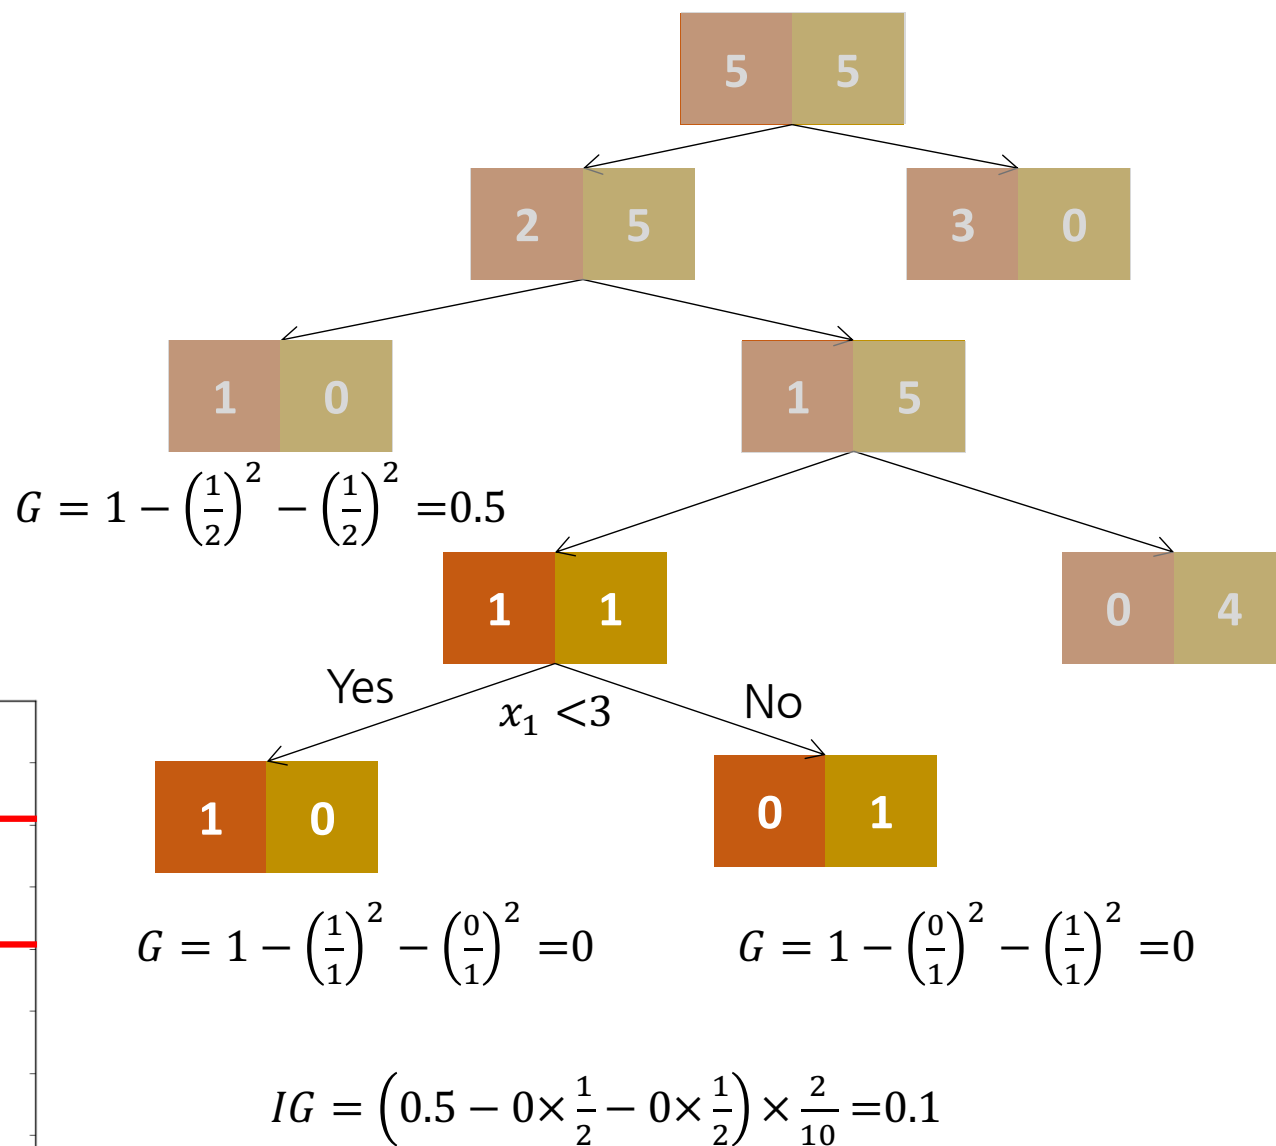 5 5
2 5 3 0
1 0 1 5
G = 1 − (1/2)² − (1/2)² =0.5
1 1 0 4
Yes x₁ <3 No
1 0 0 1
G = 1 − (1/1)² − (0/1)² =0 G = 1 − (0/1)² − (1/1)² =0
IG = (0.5 − 0× 1/2 − 0× 1/2) × 2/10 =0.1